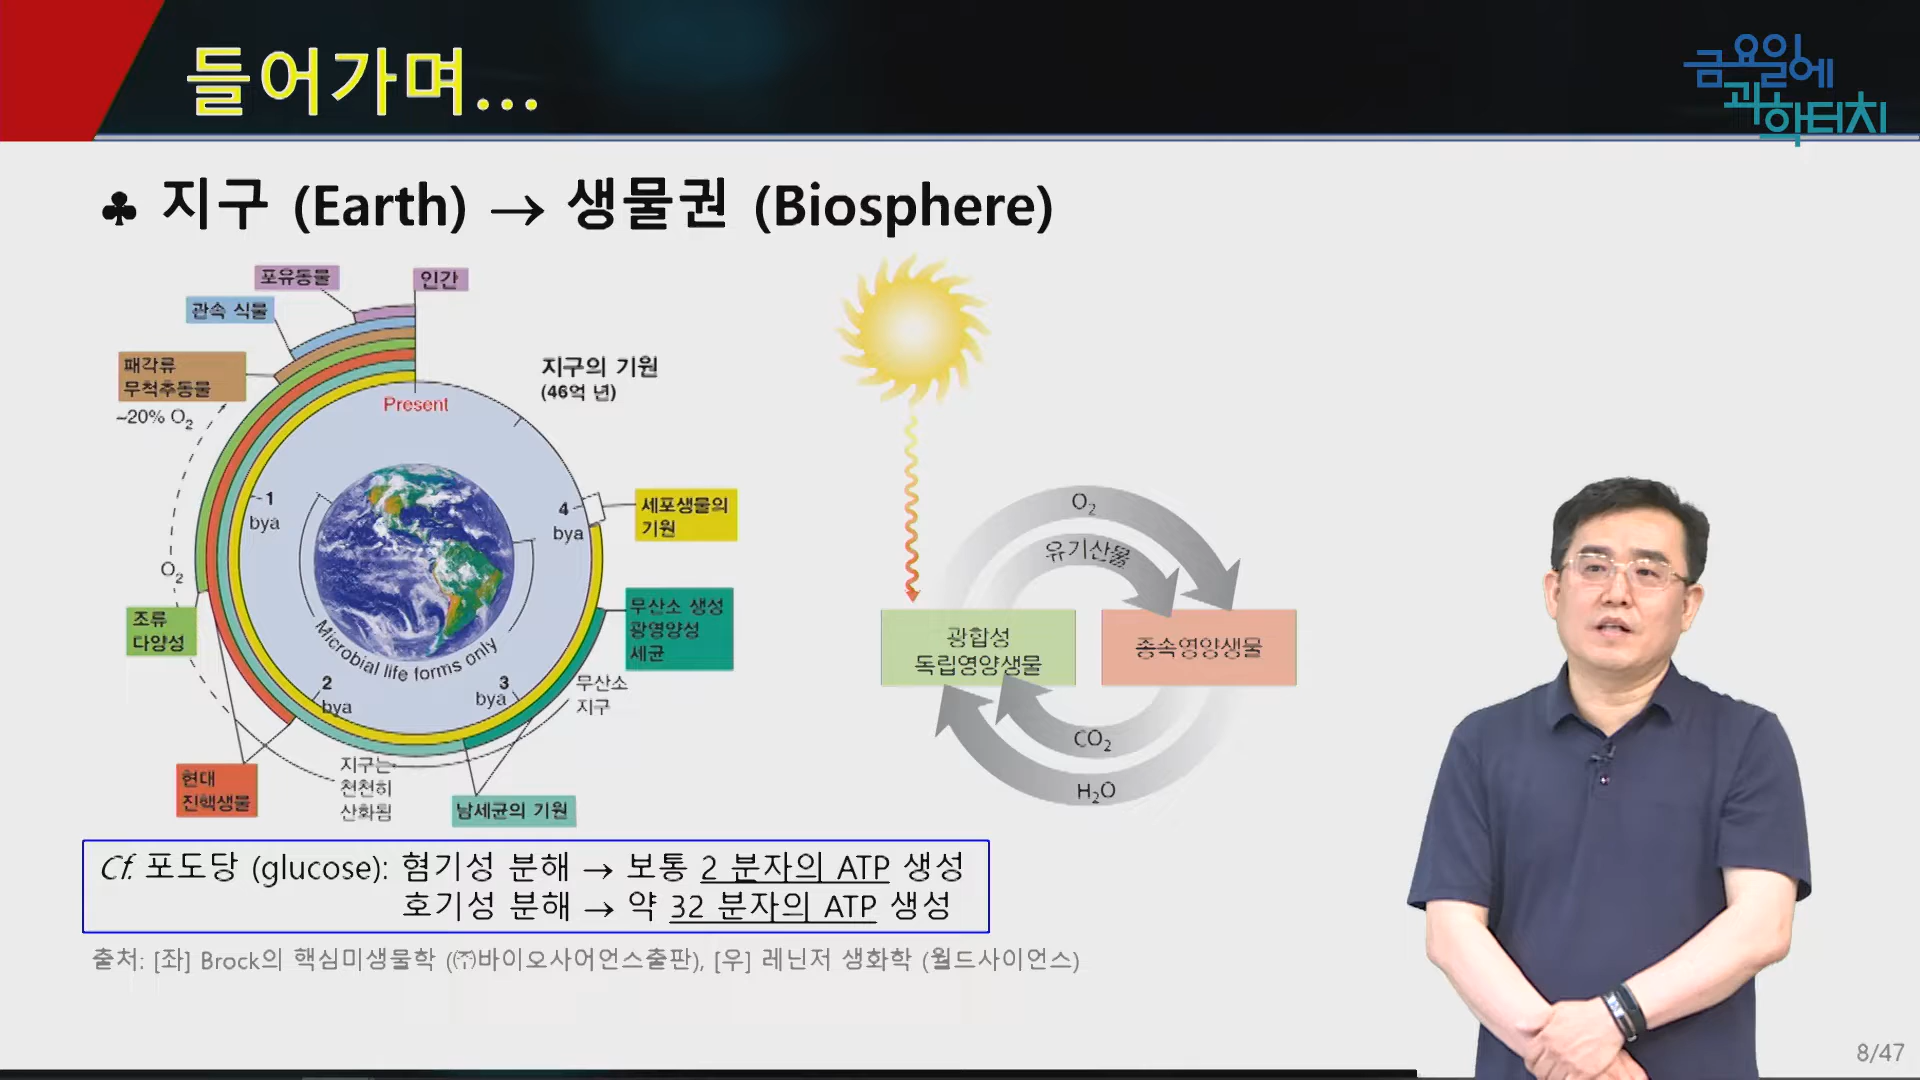 들어가며...
금요일에
과학터치
♣ 지구 (Earth) → 생물권 (Biosphere)
포유동물
인간
관속 식물
패각류
무척추동물
~20% O₂
지구의 기원
(46억 년)
Present
1
bya
4
bya
세포생물의
기원
O₂
조류
다양성
무산소 생성
광영양성
세균
Microbial life forms only
2
bya
3
bya
무산소
지구
현대
진핵생물
지구는
천천히
산화됨
남세균의 기원
O₂
유기산물
광합성
독립영양생물
종속영양생물
CO₂
H₂O
Cf. 포도당 (glucose): 혐기성 분해 → 보통 2 분자의 ATP 생성
호기성 분해 → 약 32 분자의 ATP 생성
출처: [좌] Brock의 핵심미생물학 (㈜바이오사이언스출판), [우] 레닌저 생화학 (월드사이언스)
8/47